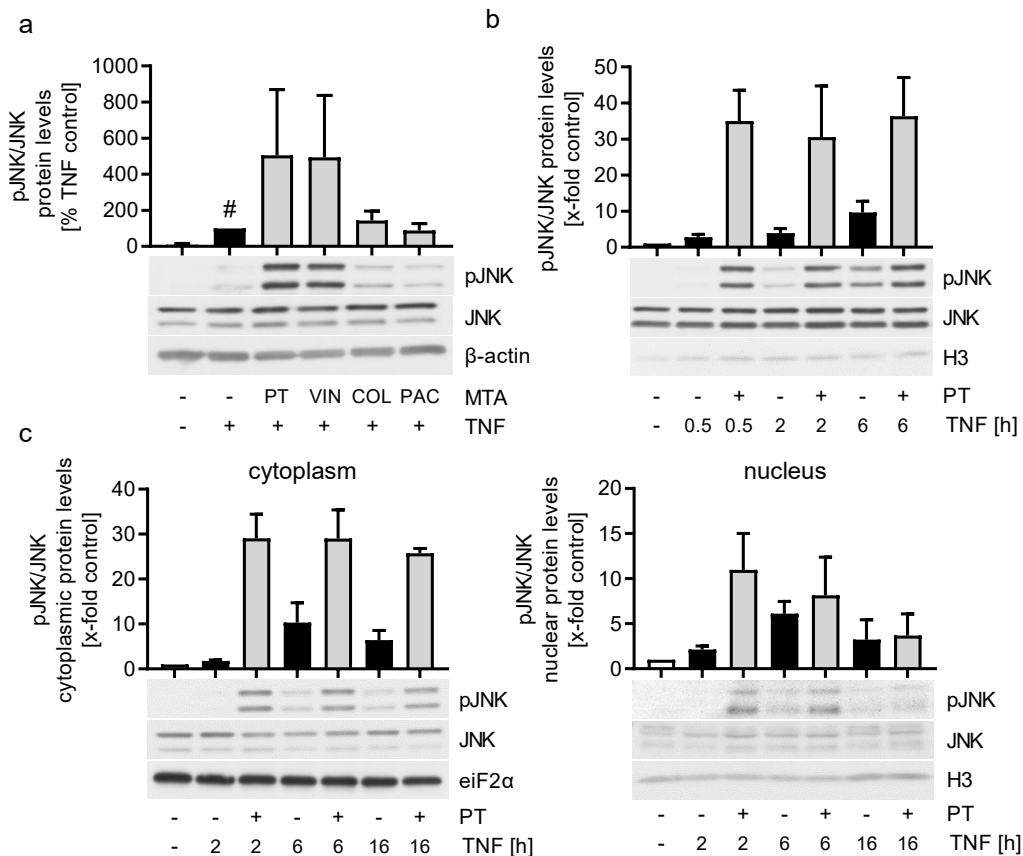 a
pJNK/JNK
protein levels
[% TNF control]
1000
800
600
400
200
0
#
pJNK
JNK
β-actin
- - PT VIN COL PAC MTA
- + + + + + TNF
b
pJNK/JNK protein levels
[x-fold control]
50
40
30
20
10
0
pJNK
JNK
H3
- - + - + - + PT
- 0.5 0.5 2 2 6 6 TNF [h]
c
cytoplasm
pJNK/JNK
cytoplasmic protein levels
[x-fold control]
40
30
20
10
0
pJNK
JNK
eiF2α
- - + - + - + PT
- 2 2 6 6 16 16 TNF [h]
nucleus
pJNK/JNK
nuclear protein levels
[x-fold control]
20
15
10
5
0
pJNK
JNK
H3
- - + - + - + PT
- 2 2 6 6 16 16 TNF [h]